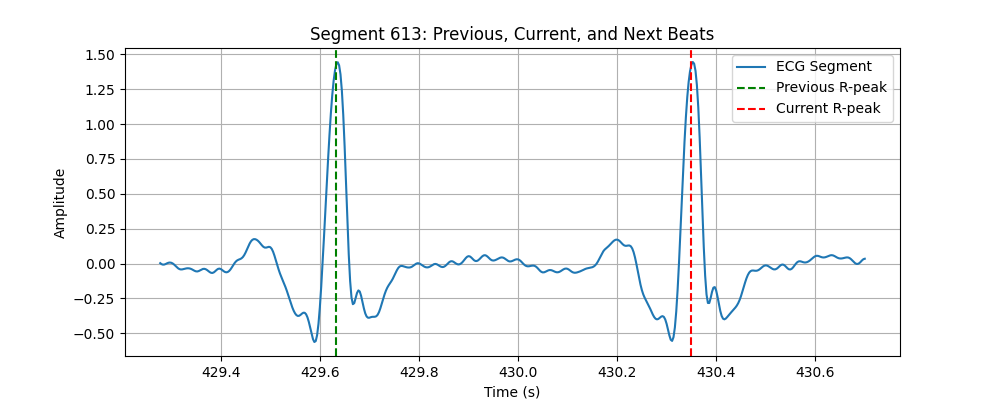 Segment 613: Previous, Current, and Next Beats
ECG Segment
Previous R-peak
Current R-peak
Amplitude
1.50
1.25
1.00
0.75
0.50
0.25
0.00
−0.25
−0.50
429.4 429.6 429.8 430.0 430.2 430.4 430.6
Time (s)